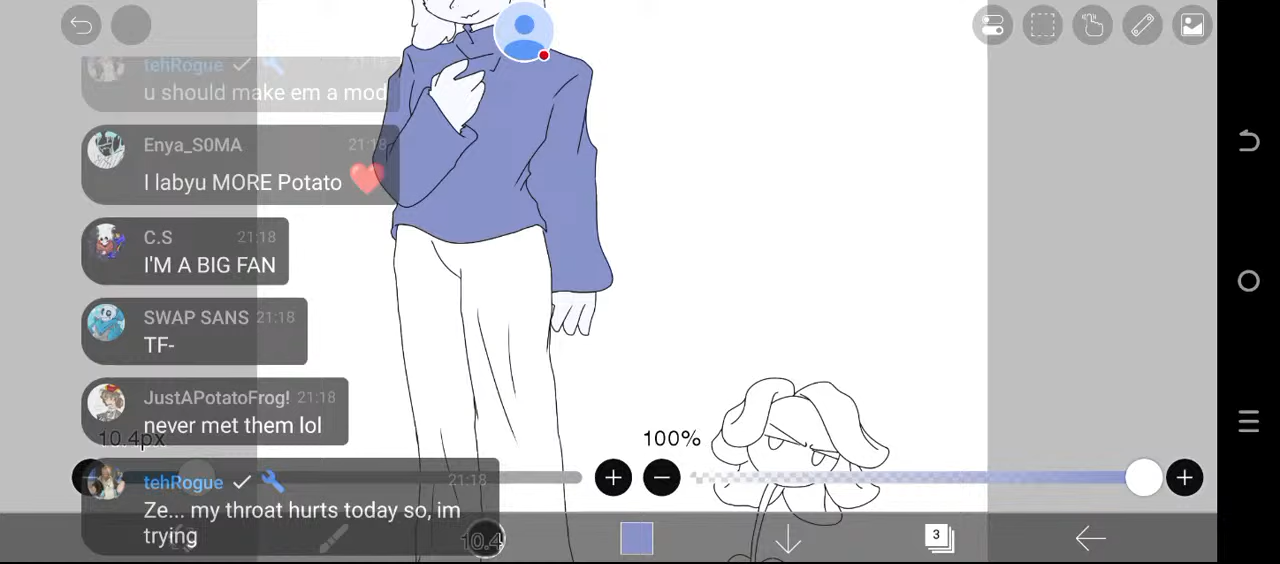 tehRogue 21:18
u should make em a mod
Enya_S0MA 21:18
I labyu MORE Potato ❤️
C.S 21:18
I'M A BIG FAN
SWAP SANS 21:18
TF-
JustAPotatoFrog! 21:18
never met them lol
10.4px
100%
tehRogue 21:18
Ze... my throat hurts today so, im
trying
10.4
3